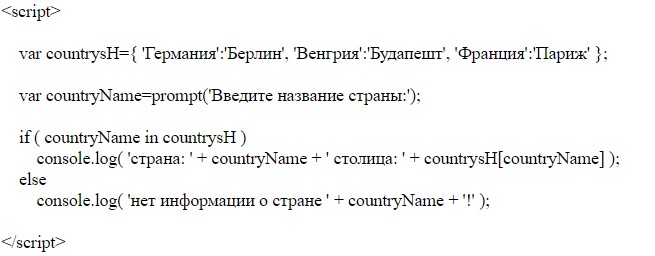 <script>
var countrysH={ 'Германия':'Берлин', 'Венгрия':'Будапешт', 'Франция':'Париж' };
var countryName=prompt('Введите название страны:');
if ( countryName in countrysH )
console.log( 'страна: ' + countryName + ' столица: ' + countrysH[countryName] );
else
console.log( 'нет информации о стране ' + countryName + '!' );
</script>